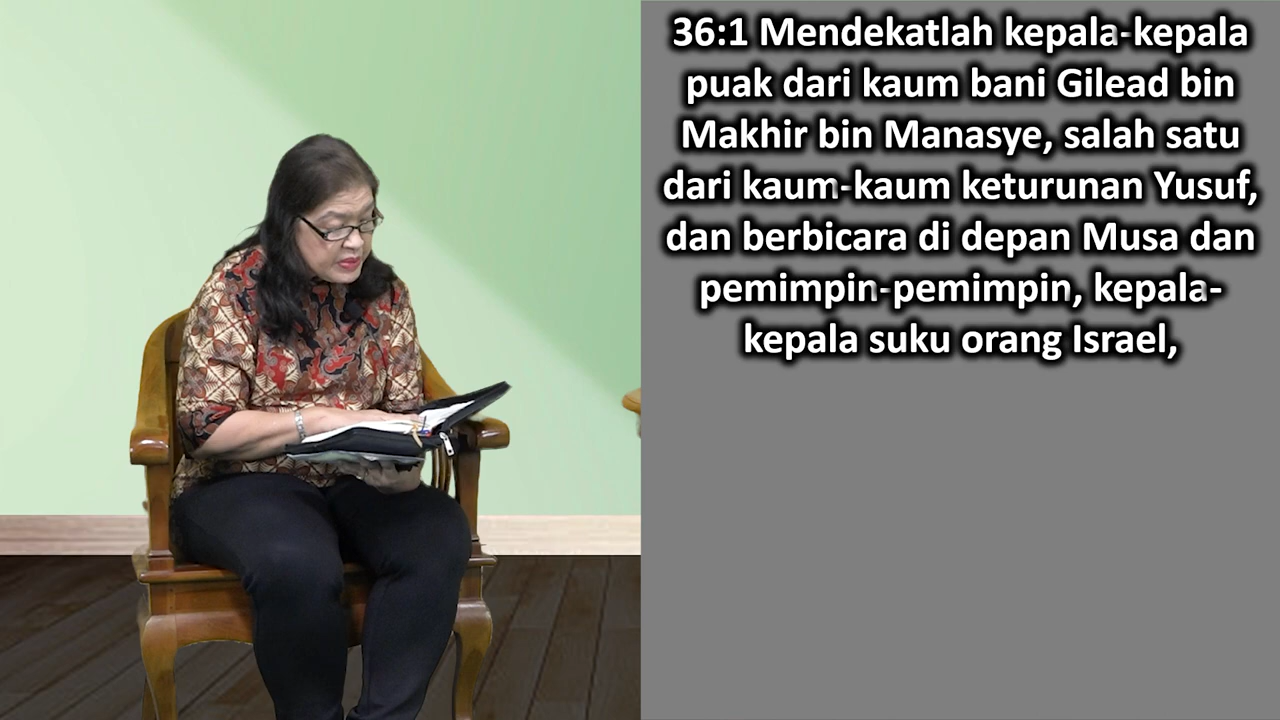 36:1 Mendekatlah kepala-kepala
puak dari kaum bani Gilead bin
Makhir bin Manasye, salah satu
dari kaum-kaum keturunan Yusuf,
dan berbicara di depan Musa dan
pemimpin-pemimpin, kepala-
kepala suku orang Israel,